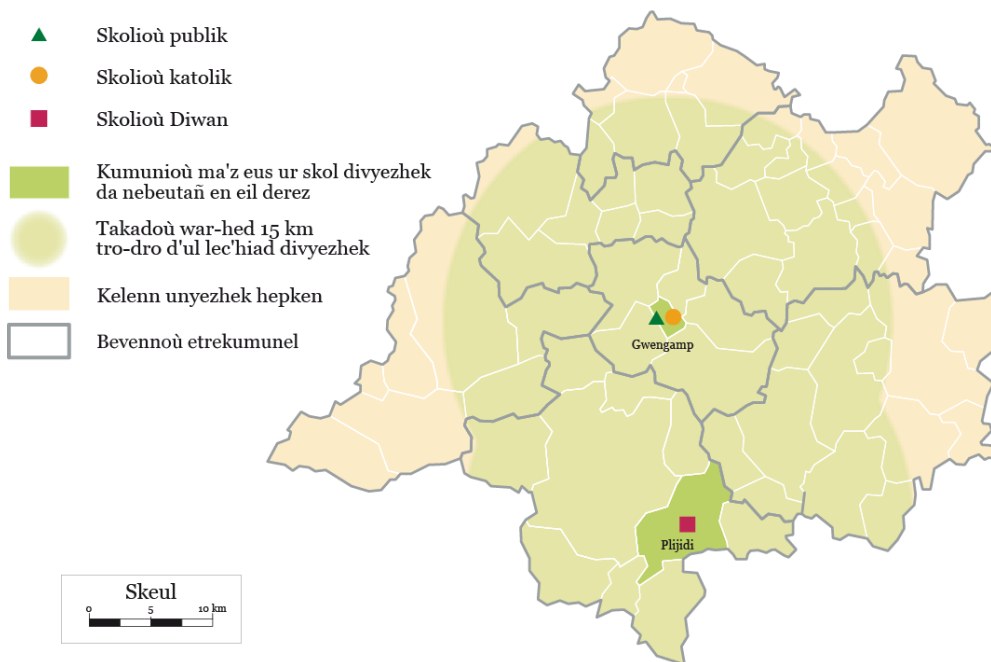 Skolioù publik
Skolioù katolik
Skolioù Diwan
Kumunioù ma'z eus ur skol divyezhek
da nebeutañ en eil derez
Takadoù war-hed 15 km
tro-dro d'ul lec'hiad divyezhek
Kelenn unyezhek hepken
Bevennoù etrekumunel
Gwengamp
Plijidi
Skeul
0 5 10 km